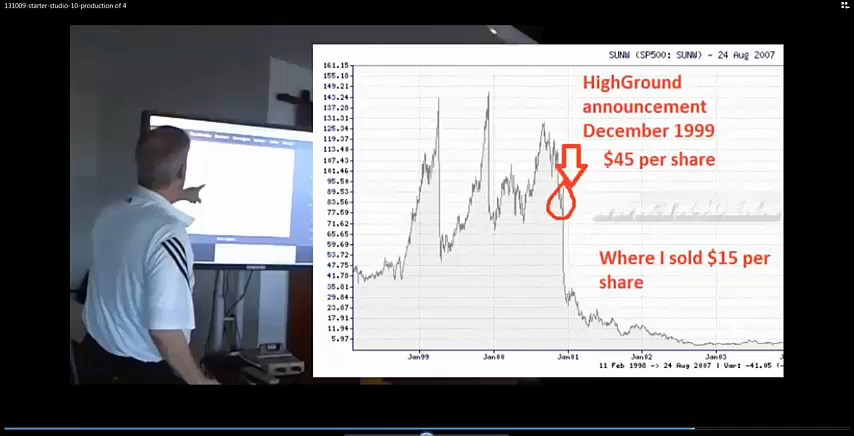 131009-starter-studio-10-production of 4
SUNW (SP500: SUNW) - 24 Aug 2007
161.15
155.18
149.21
143.24
137.28
131.31
125.34
119.37
113.40
107.43
101.46
95.50
89.53
83.56
77.59
71.62
65.65
59.69
53.72
47.75
41.78
35.81
29.84
23.87
17.91
11.94
5.97
HighGround
announcement
December 1999
$45 per share
Where I sold $15 per
share
Jan99 Jan00 Jan01 Jan02 Jan03
11 Feb 1998 -> 24 Aug 2007 | Var: -41.05 (-